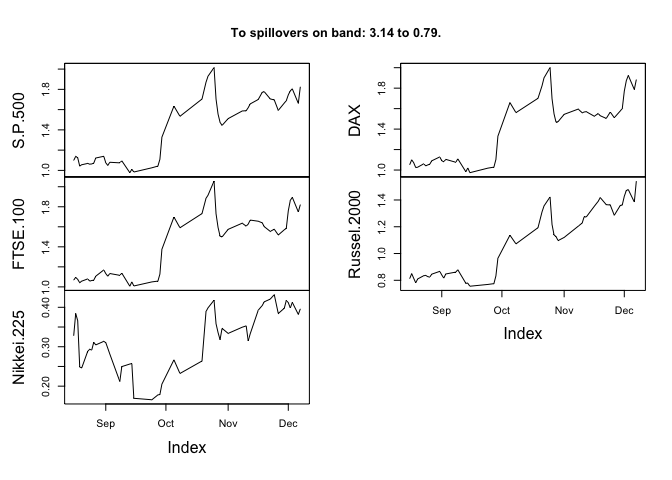 To spillovers on band: 3.14 to 0.79.
S.P.500
1.0 1.4 1.8
FTSE.100
1.0 1.4 1.8
Nikkei.225
0.20 0.30 0.40
Sep Oct Nov Dec
Index
DAX
1.0 1.4 1.8
Russel.2000
0.8 1.0 1.2 1.4
Sep Oct Nov Dec
Index